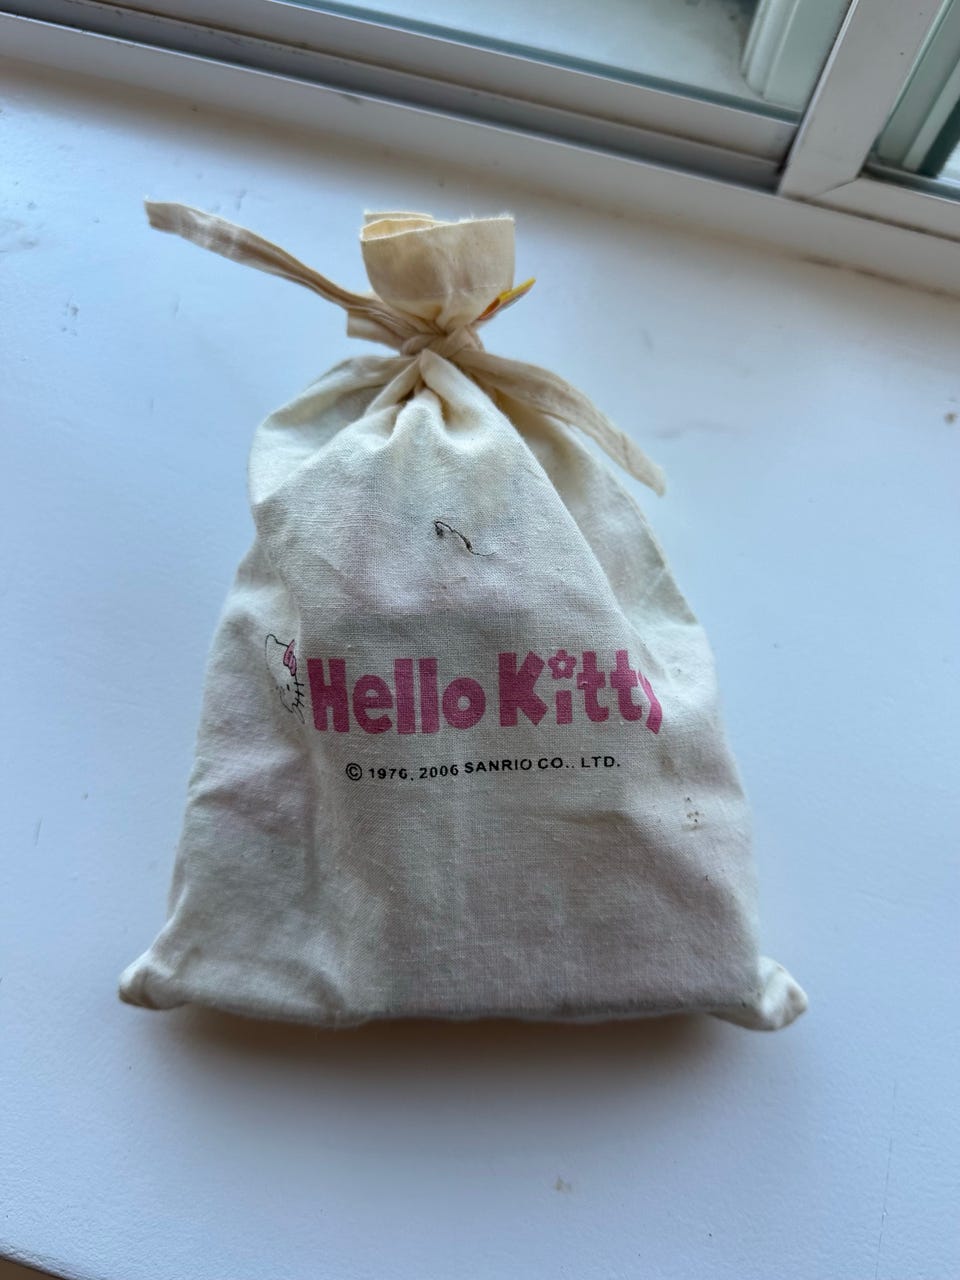 Hello Kitty
© 1976, 2006 SANRIO CO., LTD.